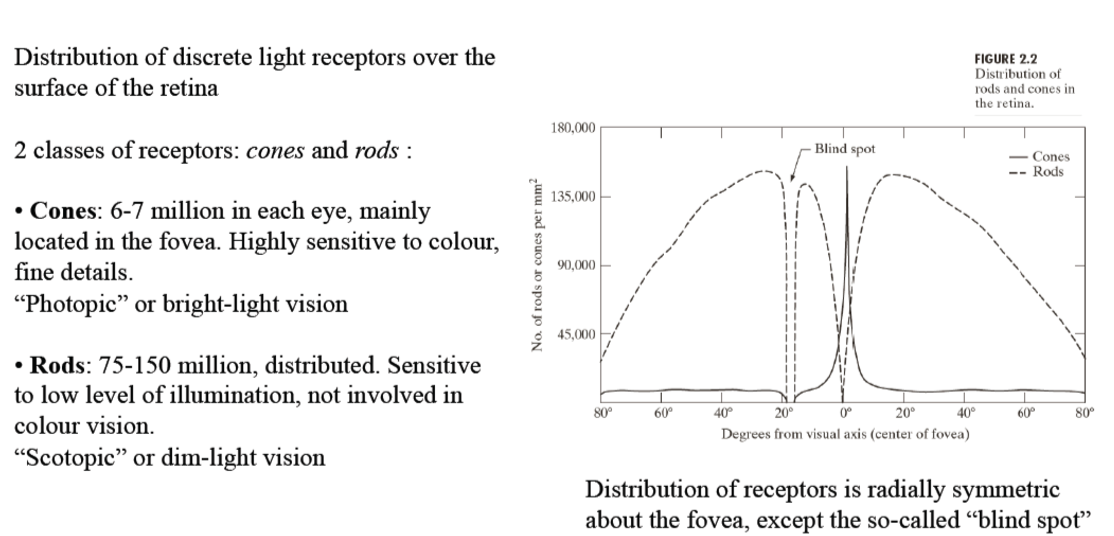 Distribution of discrete light receptors over the
surface of the retina
2 classes of receptors: cones and rods :
• Cones: 6-7 million in each eye, mainly
located in the fovea. Highly sensitive to colour,
fine details.
“Photopic” or bright-light vision
• Rods: 75-150 million, distributed. Sensitive
to low level of illumination, not involved in
colour vision.
“Scotopic” or dim-light vision
FIGURE 2.2
Distribution of
rods and cones in
the retina.
180,000
135,000
90,000
45,000
No. of rods or cones per mm²
Blind spot
Cones
Rods
80° 60° 40° 20° 0° 20° 40° 60° 80°
Degrees from visual axis (center of fovea)
Distribution of receptors is radially symmetric
about the fovea, except the so-called “blind spot”